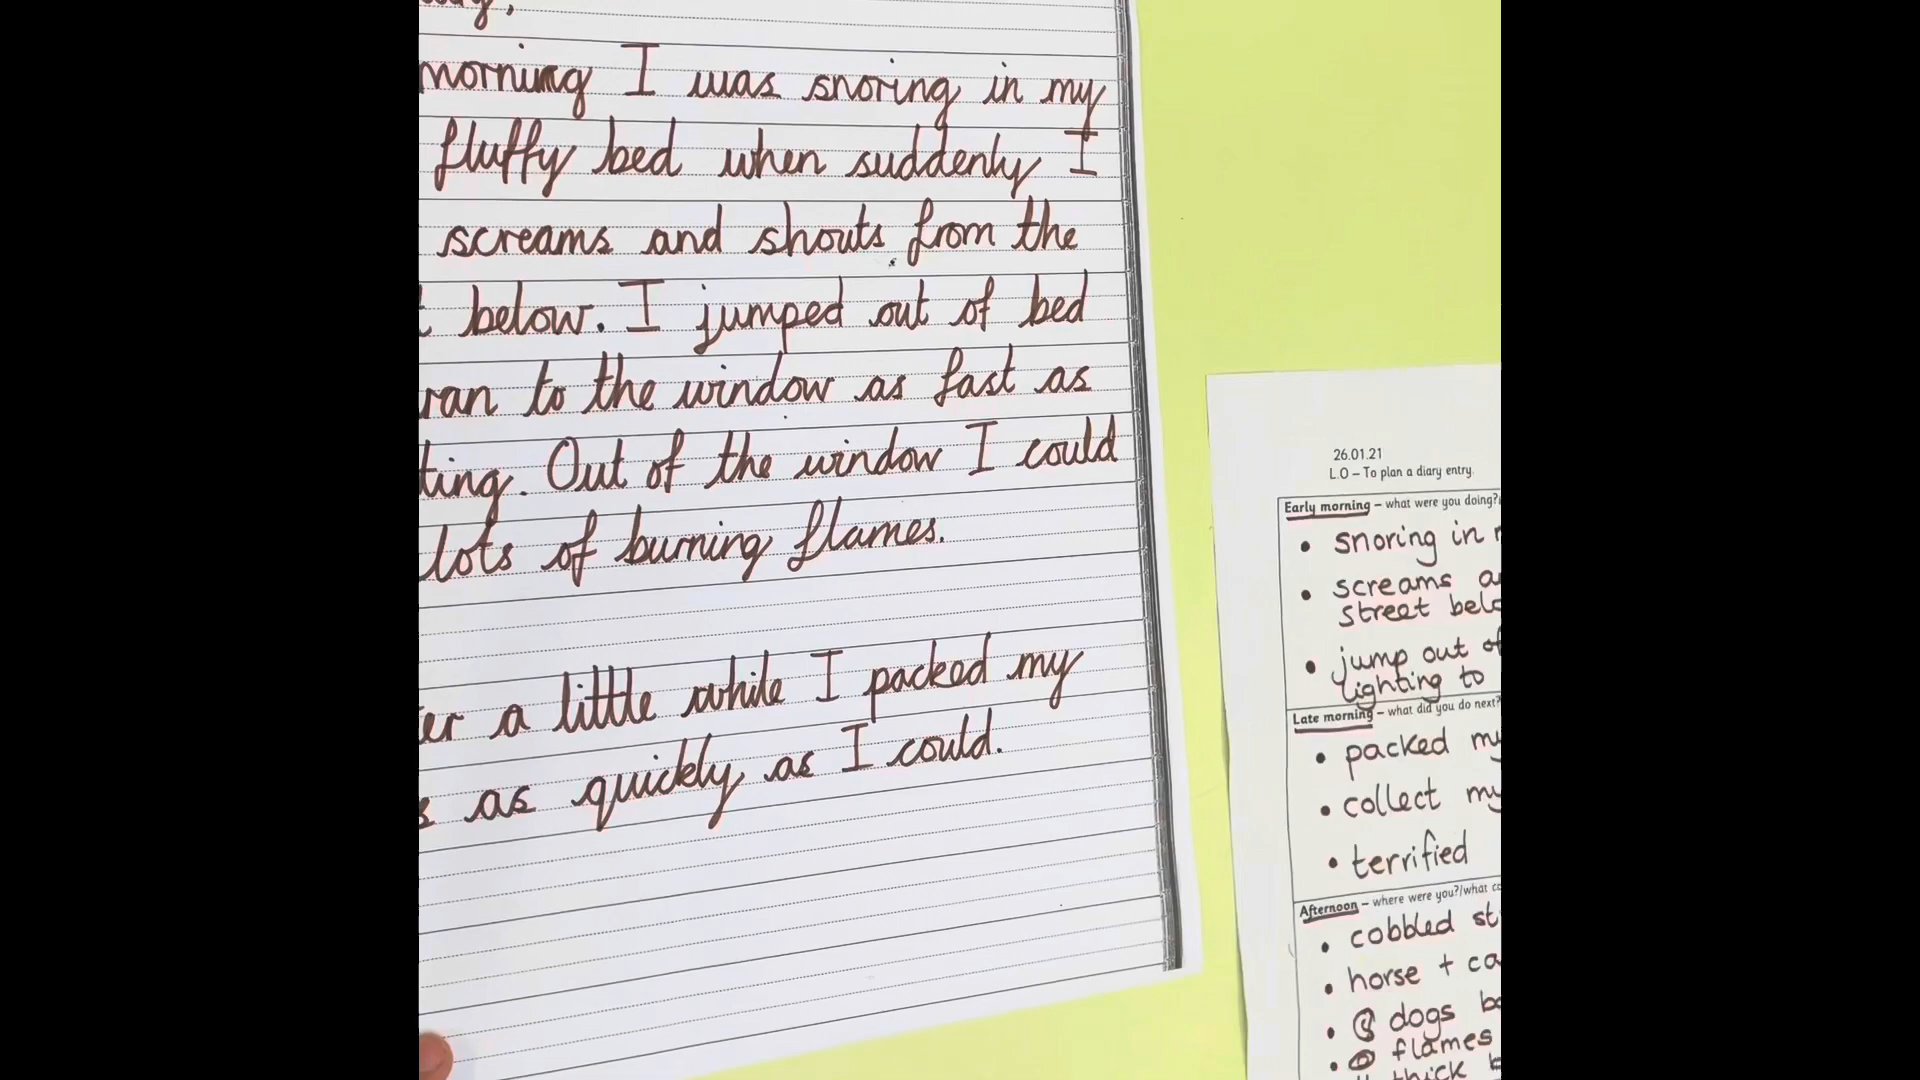 morning I was snoring in my
fluffy bed when suddenly I
screams and shouts from the
below. I jumped out of bed
ran to the window as fast as
ting. Out of the window I could
lots of burning flames.
er a little while I packed my
as quickly as I could.
26.01.21
L.O – To plan a diary entry.
Early morning – what were you doing?
• snoring in
• screams
street belo
• jump out of
lighting to
Late morning – what did you do next?
• packed my
• collect my
• terrified
Afternoon – where were you?/what
• cobbled st
• horse + ca
• dogs
• flames
thick